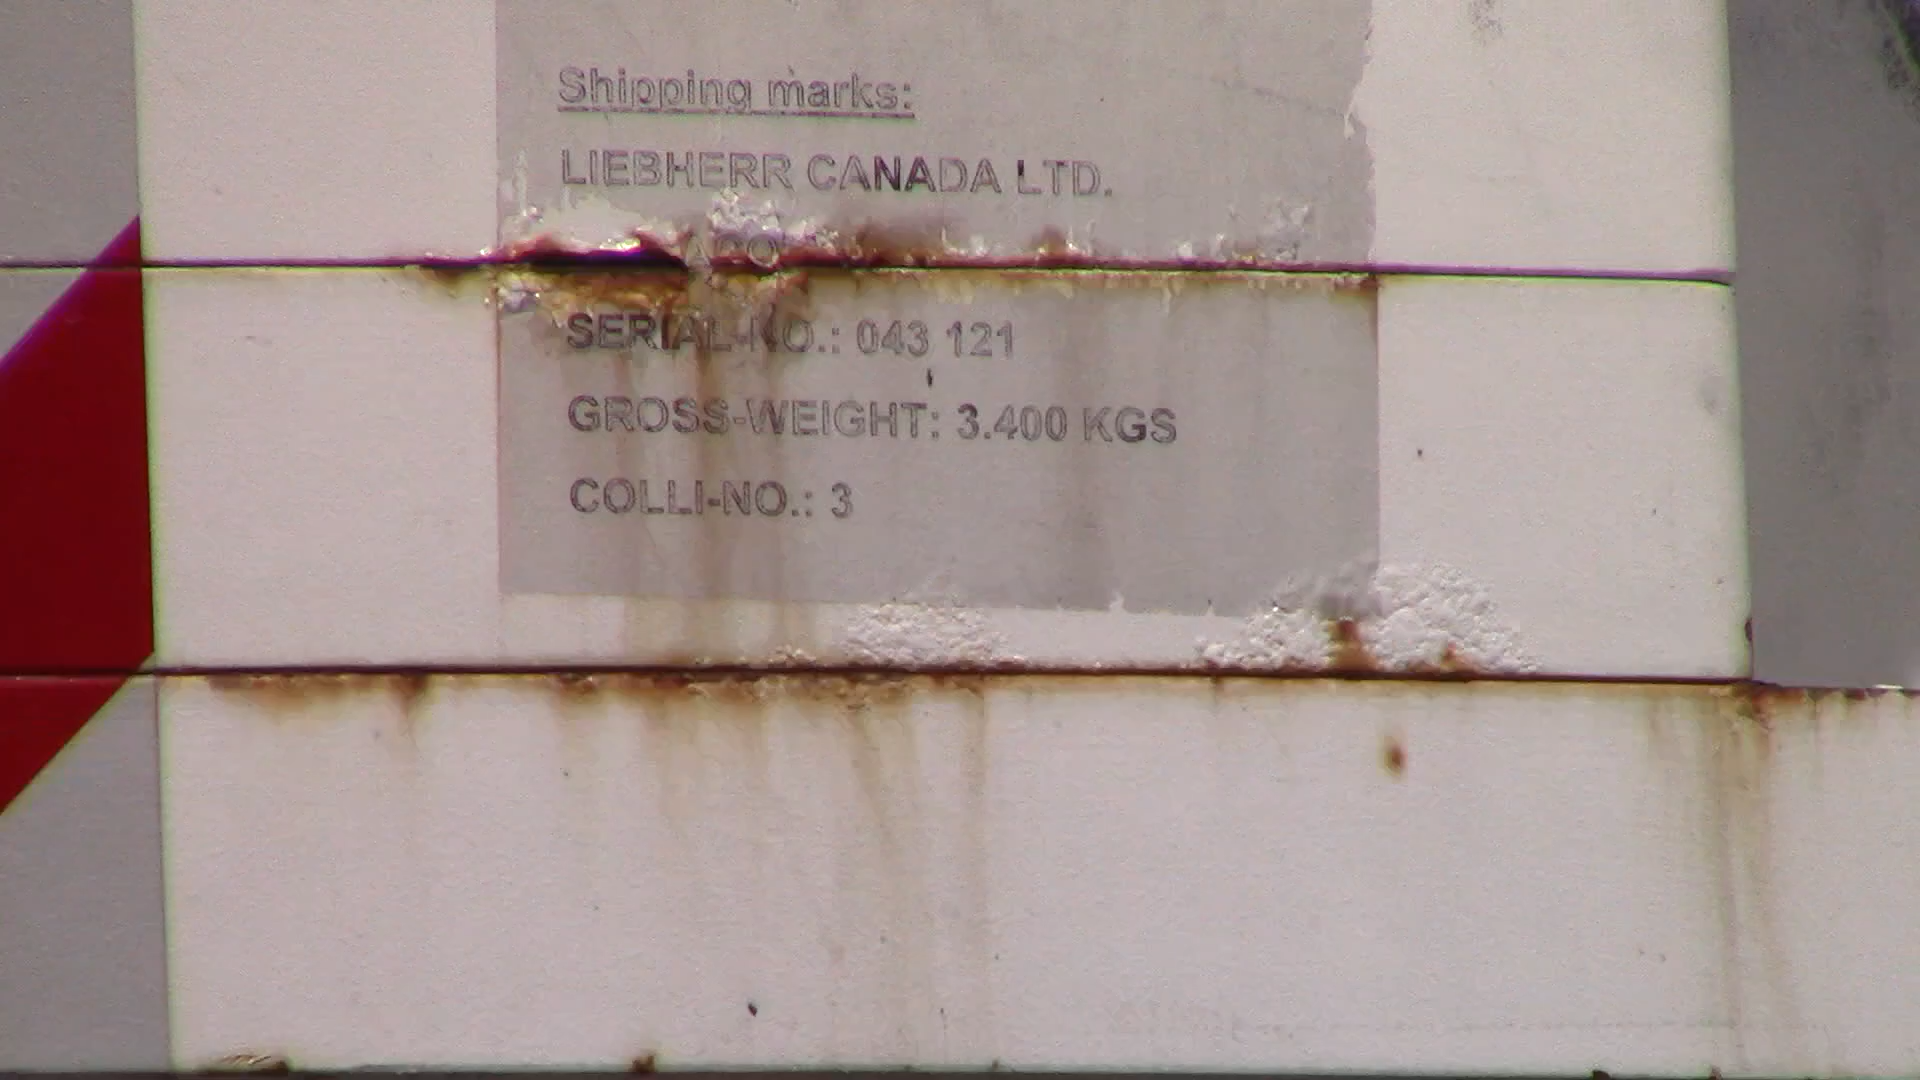 Shipping marks:
LIEBHERR CANADA LTD.
SERIAL-NO.: 043 121
GROSS-WEIGHT: 3.400 KGS
COLLI-NO.: 3